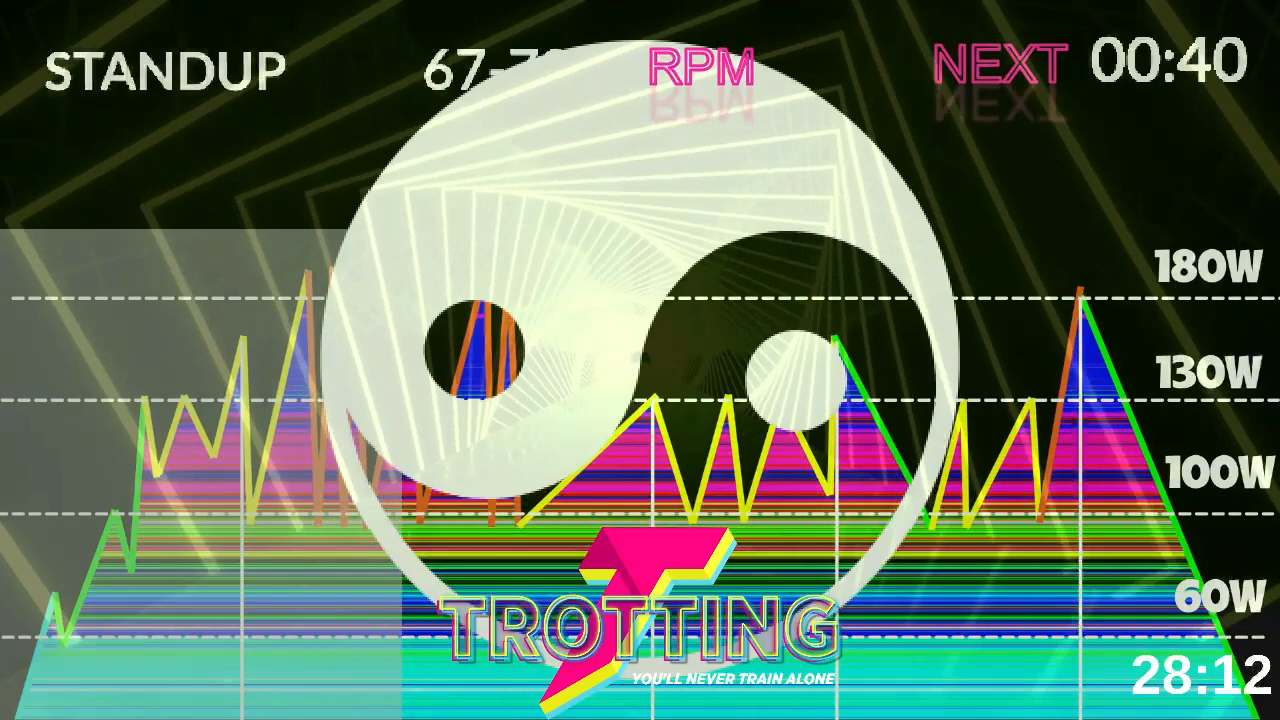 STANDUP
RPM
NEXT 00:40
180W
130W
100W
60W
TROTTING
YOU'LL NEVER TRAIN ALONE
28:12